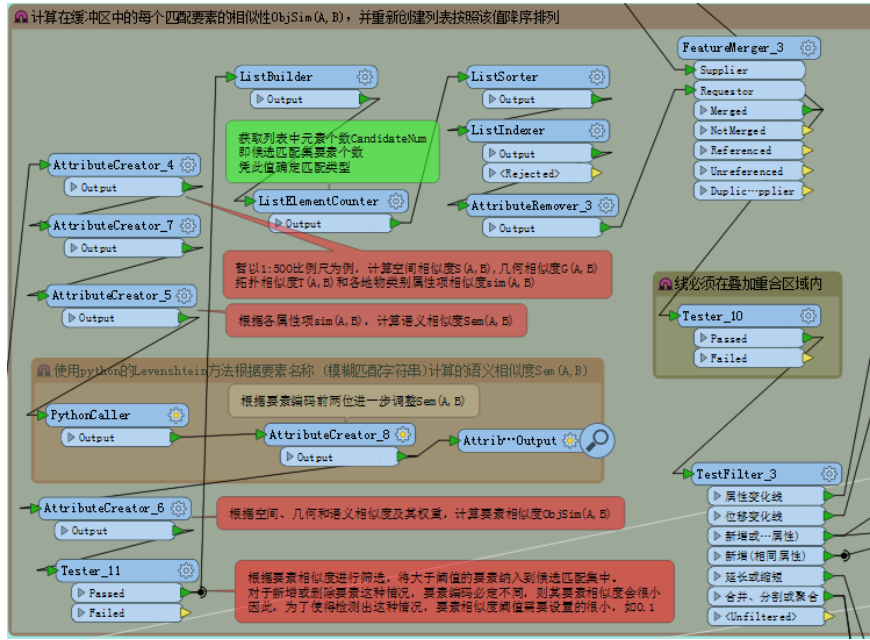 计算在缓冲区中的每个匹配要素的相似性ObjSim(A,B)，并重新创建列表按照该值降序排列
FeatureMerger_3
Supplier
Requestor
Merged
NotMerged
Referenced
Unreferenced
Duplic…pplier
ListBuilder
Output
ListSorter
Output
获取列表中元素个数CandidateNum
即候选匹配集要素个数
凭此值确定匹配类型
ListIndexer
Output
<Rejected>
AttributeCreator_4
Output
ListElementCounter
Output
AttributeRemover_3
Output
AttributeCreator_7
Output
暂以1:500比例尺为例，计算空间相似度S(A,B),几何相似度G(A,B)
拓扑相似度T(A,B)和各地物类别属性项相似度sim(A,B)
线必须在叠加重合区域内
AttributeCreator_5
Output
根据各属性项sim(A,B)，计算语义相似度Sem(A,B)
Tester_10
Passed
Failed
使用python的Levenshtein方法根据要素名称（模糊匹配字符串)计算的语义相似度Sem(A,B)
根据要素编码前两位进一步调整Sem(A,B)
PythonCaller
Output
AttributeCreator_8
Output
Attrib…Output
TestFilter_3
属性变化线
位移变化线
新增或…属性)
新增(相同属性)
延长或缩短
合并、分割或聚合
<Unfiltered>
AttributeCreator_6
Output
根据空间、几何和语义相似度及其权重，计算要素相似度ObjSim(A,B)
Tester_11
Passed
Failed
根据要素相似度进行筛选，将大于阈值的要素纳入到候选匹配集中。
对于新增或删除要素这种情况，要素编码必定不同，则其要素相似度会很小
因此，为了使得检测出这种情况，要素相似度阈值需要设置的很小，如0.1